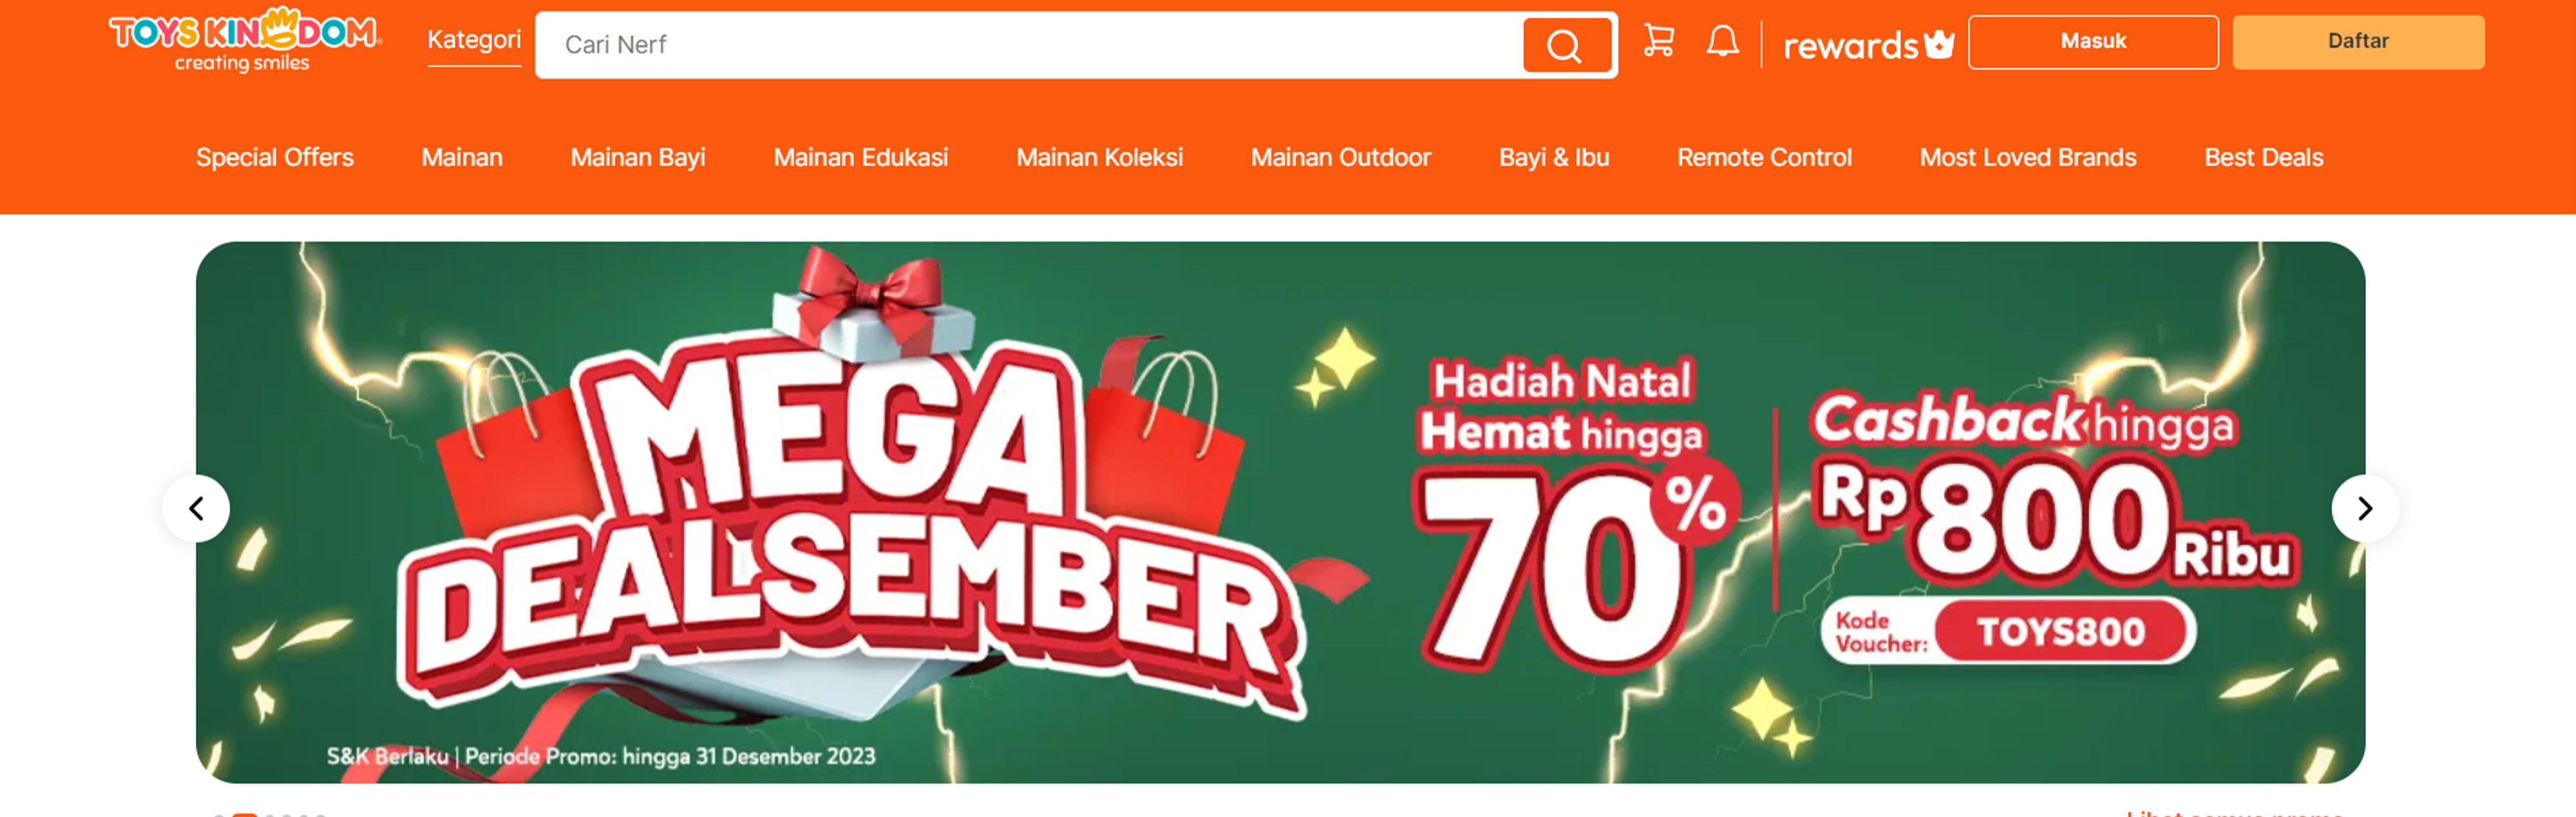 TOYS KINGDOM
creating smiles
Kategori
Cari Nerf
rewards
Masuk
Daftar
Special Offers
Mainan
Mainan Bayi
Mainan Edukasi
Mainan Koleksi
Mainan Outdoor
Bayi & Ibu
Remote Control
Most Loved Brands
Best Deals
MEGA
DEALSEMBER
Hadiah Natal
Hemat hingga
70%
Cashback hingga
Rp800 Ribu
Kode
Voucher:
TOYS800
S&K Berlaku | Periode Promo: hingga 31 Desember 2023